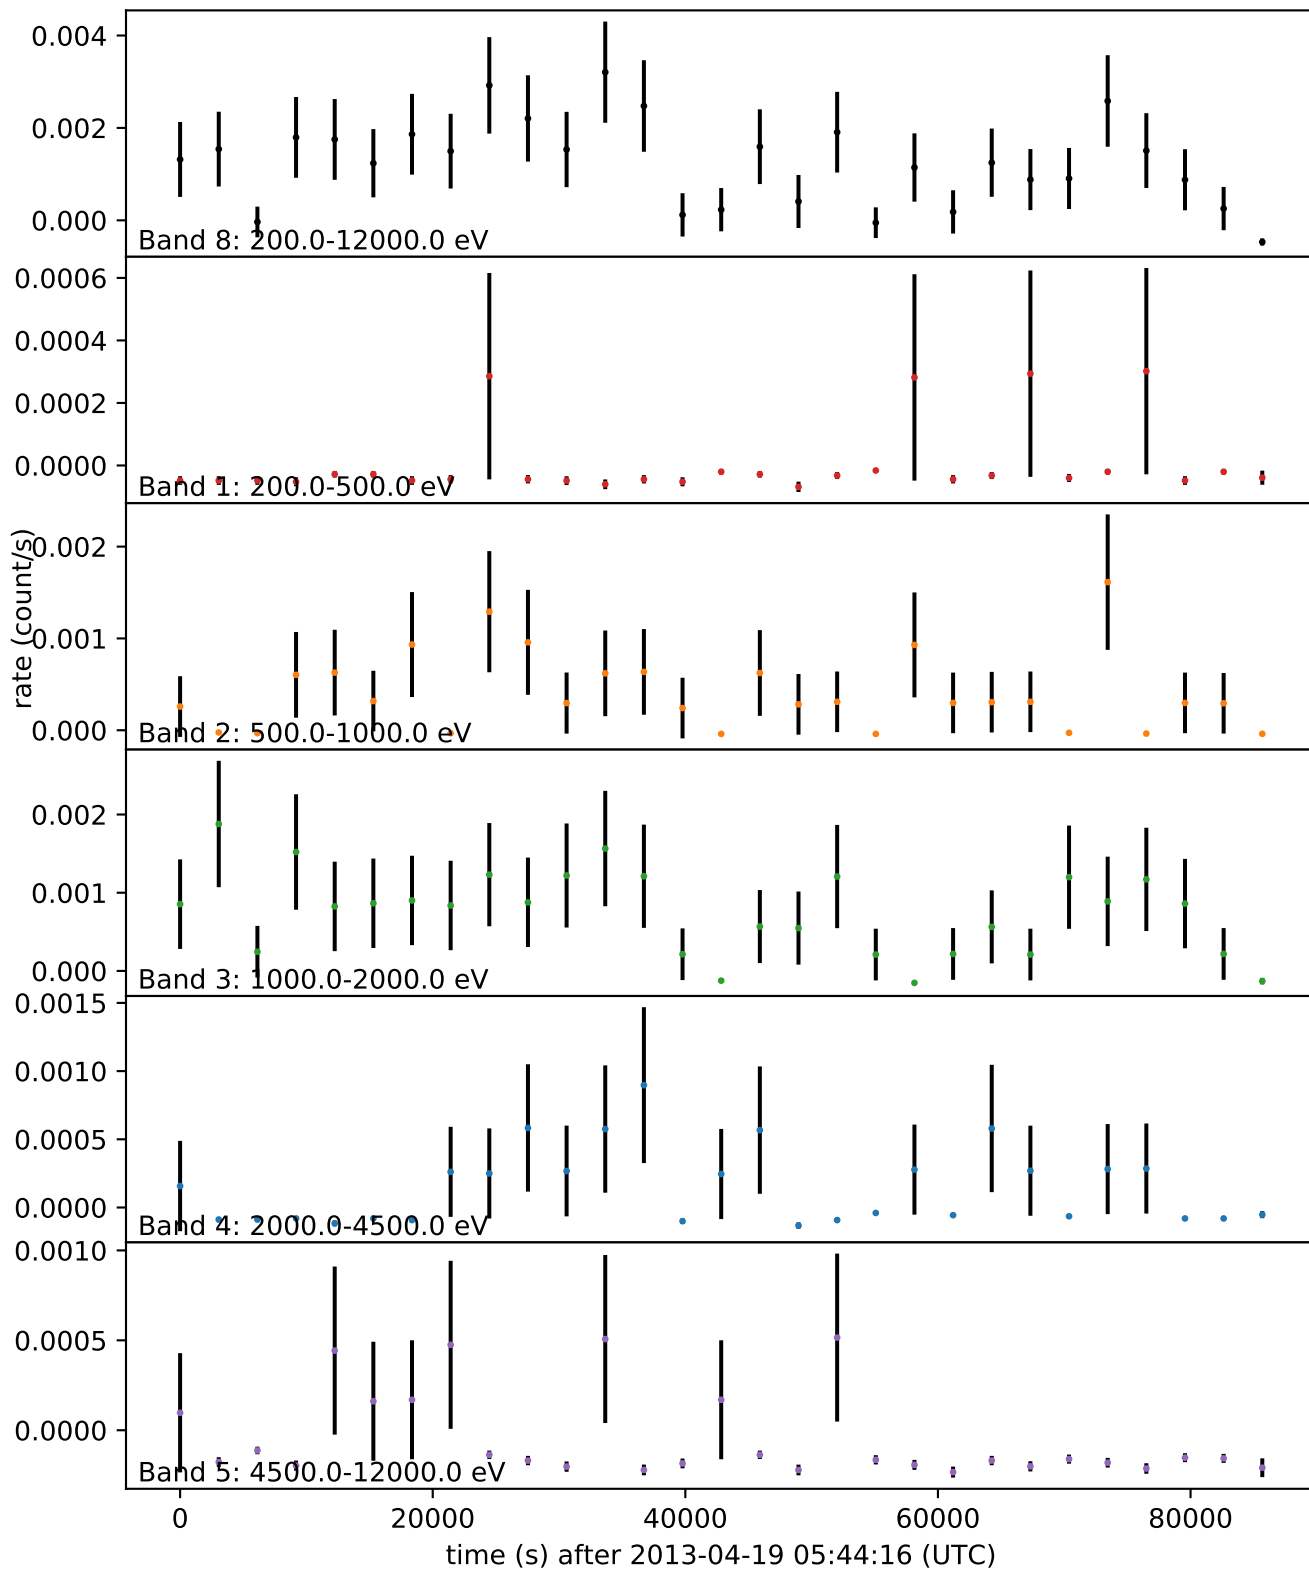 0.004
0.002
0.000
Band 8: 200.0-12000.0 eV
0.0006
0.0004
0.0002
0.0000
Band 1: 200.0-500.0 eV
rate (count/s)
0.002
0.001
0.000
Band 2: 500.0-1000.0 eV
0.002
0.001
0.000
Band 3: 1000.0-2000.0 eV
0.0015
0.0010
0.0005
0.0000
Band 4: 2000.0-4500.0 eV
0.0010
0.0005
0.0000
Band 5: 4500.0-12000.0 eV
0 20000 40000 60000 80000
time (s) after 2013-04-19 05:44:16 (UTC)